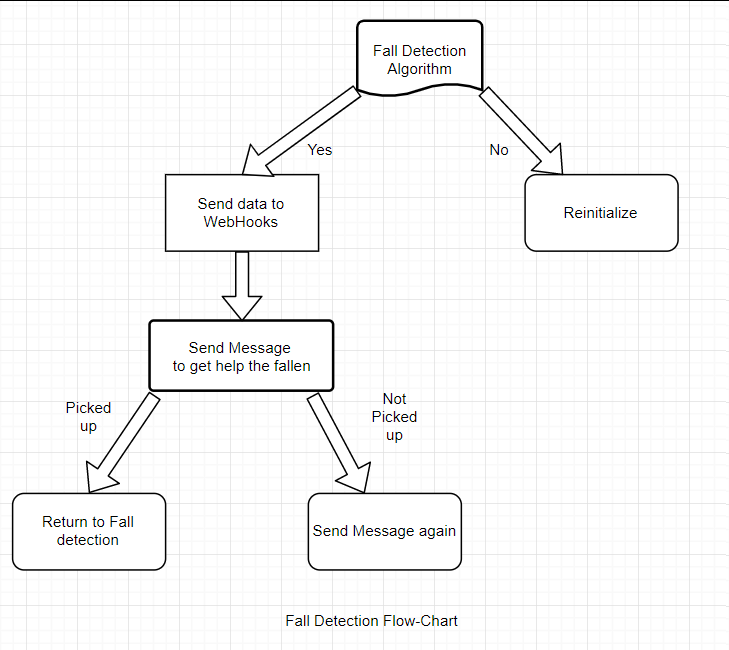 Fall Detection
Algorithm
Yes
No
Send data to
WebHooks
Reinitialize
Send Message
to get help the fallen
Picked
up
Not
Picked
up
Return to Fall
detection
Send Message again
Fall Detection Flow-Chart